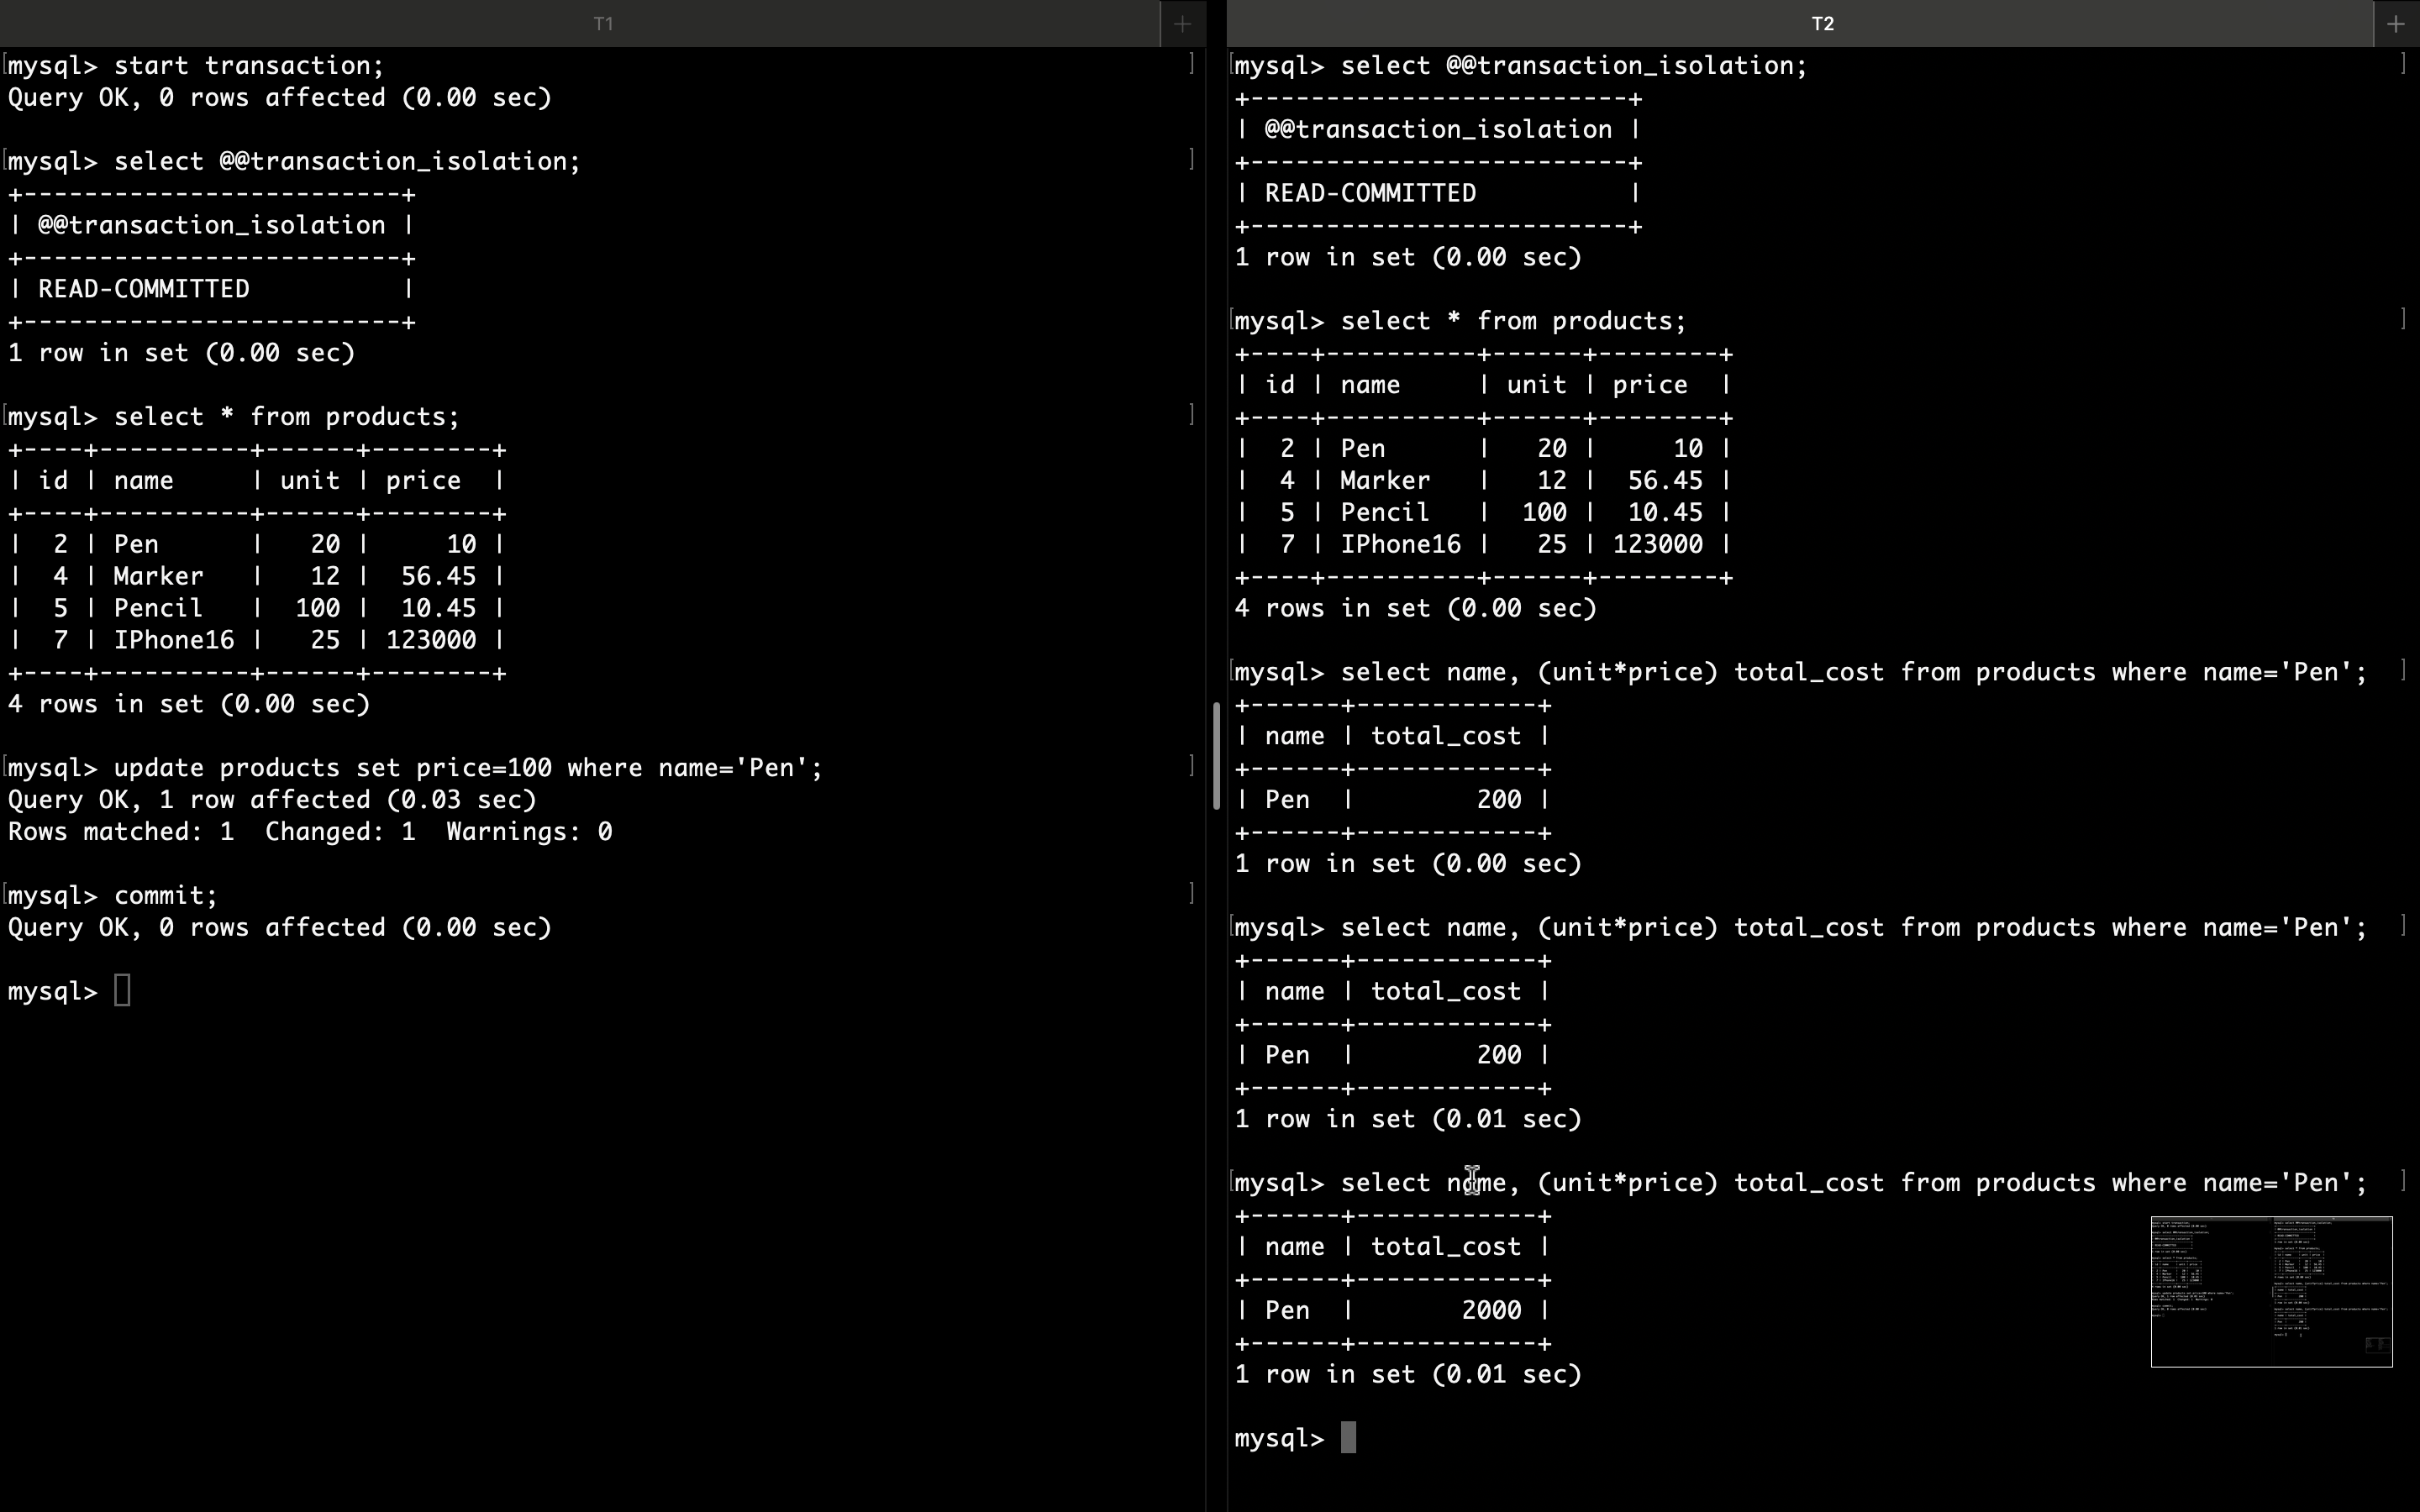 T1
mysql> start transaction;
Query OK, 0 rows affected (0.00 sec)
mysql> select @@transaction_isolation;
+-------------------------+
| @@transaction_isolation |
+-------------------------+
| READ-COMMITTED          |
+-------------------------+
1 row in set (0.00 sec)
mysql> select * from products;
+----+----------+------+--------+
| id | name     | unit | price  |
+----+----------+------+--------+
|  2 | Pen      |   20 |     10 |
|  4 | Marker   |   12 |  56.45 |
|  5 | Pencil   |  100 |  10.45 |
|  7 | IPhone16 |   25 | 123000 |
+----+----------+------+--------+
4 rows in set (0.00 sec)
mysql> update products set price=100 where name='Pen';
Query OK, 1 row affected (0.03 sec)
Rows matched: 1  Changed: 1  Warnings: 0
mysql> commit;
Query OK, 0 rows affected (0.00 sec)
mysql>
T2
mysql> select @@transaction_isolation;
+-------------------------+
| @@transaction_isolation |
+-------------------------+
| READ-COMMITTED          |
+-------------------------+
1 row in set (0.00 sec)
mysql> select * from products;
+----+----------+------+--------+
| id | name     | unit | price  |
+----+----------+------+--------+
|  2 | Pen      |   20 |     10 |
|  4 | Marker   |   12 |  56.45 |
|  5 | Pencil   |  100 |  10.45 |
|  7 | IPhone16 |   25 | 123000 |
+----+----------+------+--------+
4 rows in set (0.00 sec)
mysql> select name, (unit*price) total_cost from products where name='Pen';
+------+------------+
| name | total_cost |
+------+------------+
| Pen  |        200 |
+------+------------+
1 row in set (0.00 sec)
mysql> select name, (unit*price) total_cost from products where name='Pen';
+------+------------+
| name | total_cost |
+------+------------+
| Pen  |        200 |
+------+------------+
1 row in set (0.01 sec)
mysql> select name, (unit*price) total_cost from products where name='Pen';
+------+------------+
| name | total_cost |
+------+------------+
| Pen  |       2000 |
+------+------------+
1 row in set (0.01 sec)
mysql>